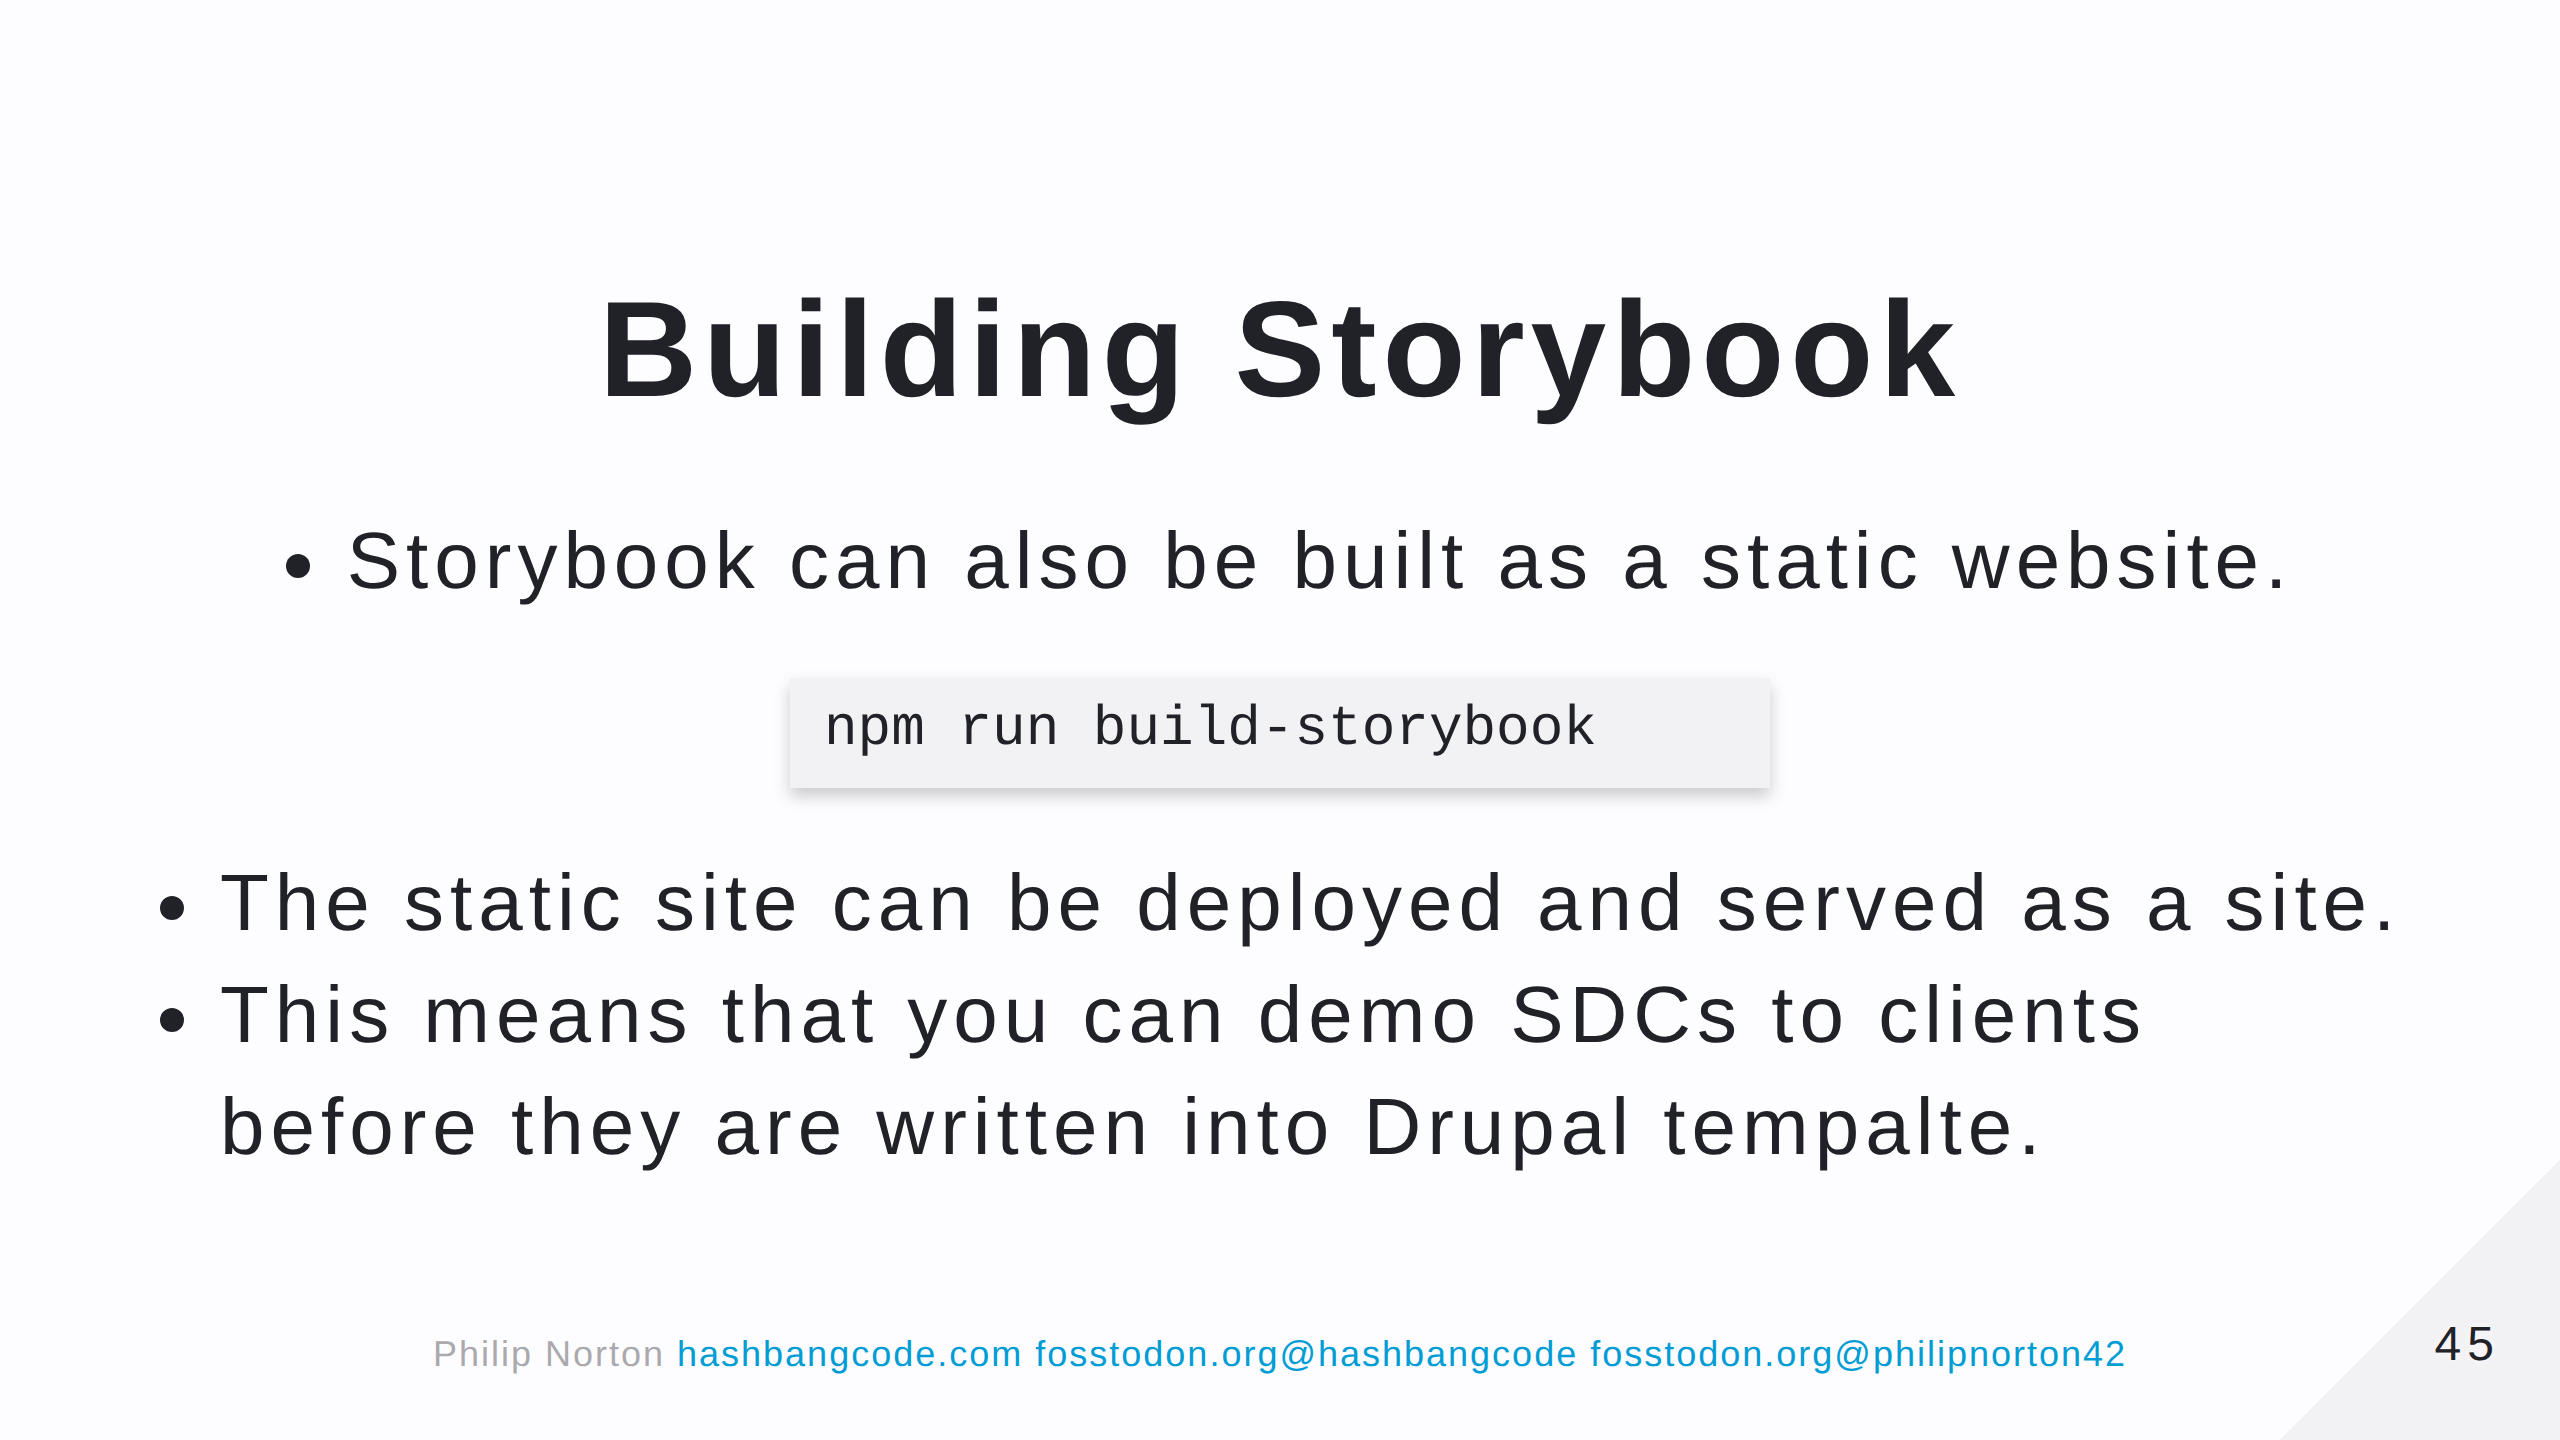 Building Storybook
• Storybook can also be built as a static website.
npm run build-storybook
• The static site can be deployed and served as a site.
• This means that you can demo SDCs to clients
before they are written into Drupal tempalte.
Philip Norton hashbangcode.com fosstodon.org@hashbangcode fosstodon.org@philipnorton42
45